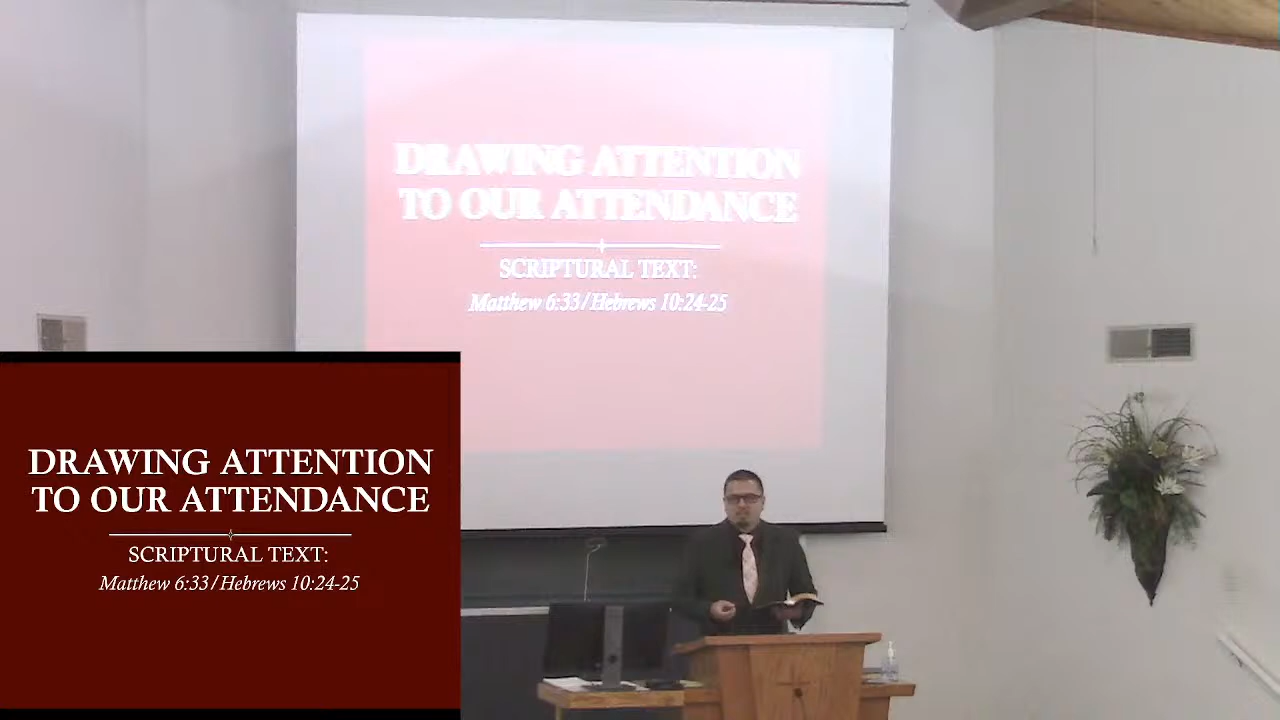 DRAWING ATTENTION
TO OUR ATTENDANCE
SCRIPTURAL TEXT:
Matthew 6:33/Hebrews 10:24-25
DRAWING ATTENTION
TO OUR ATTENDANCE
SCRIPTURAL TEXT:
Matthew 6:33/Hebrews 10:24-25